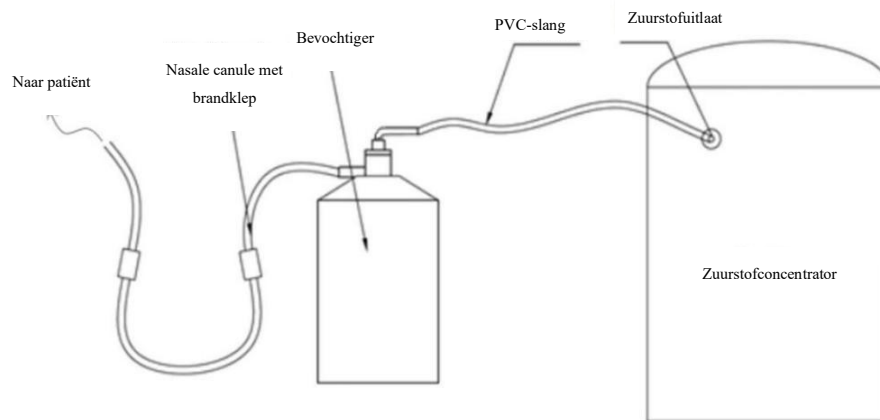 Naar patiënt
Nasale canule met
brandklep
Bevochtiger
PVC-slang
Zuurstofuitlaat
Zuurstofconcentrator